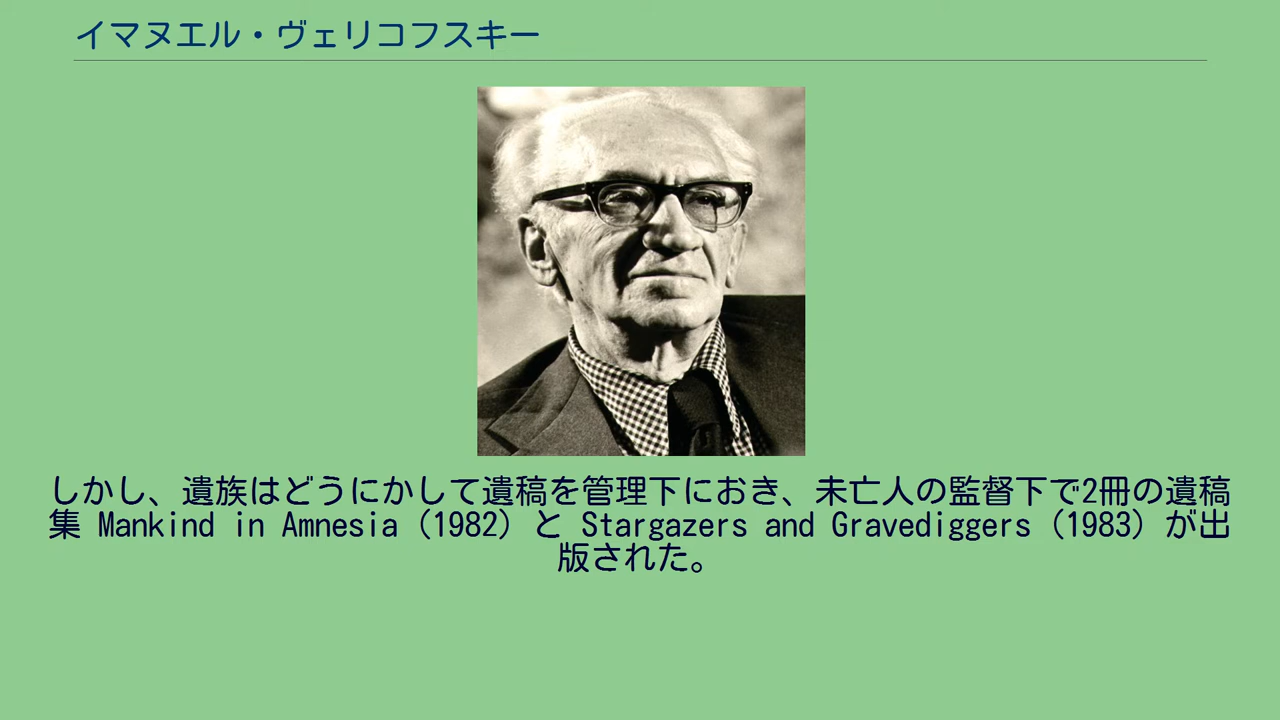 イマヌエル・ヴェリコフスキー
しかし、遺族はどうにかして遺稿を管理下におき、未亡人の監督下で2冊の遺稿
集 Mankind in Amnesia (1982) と Stargazers and Gravediggers (1983) が出
版された。